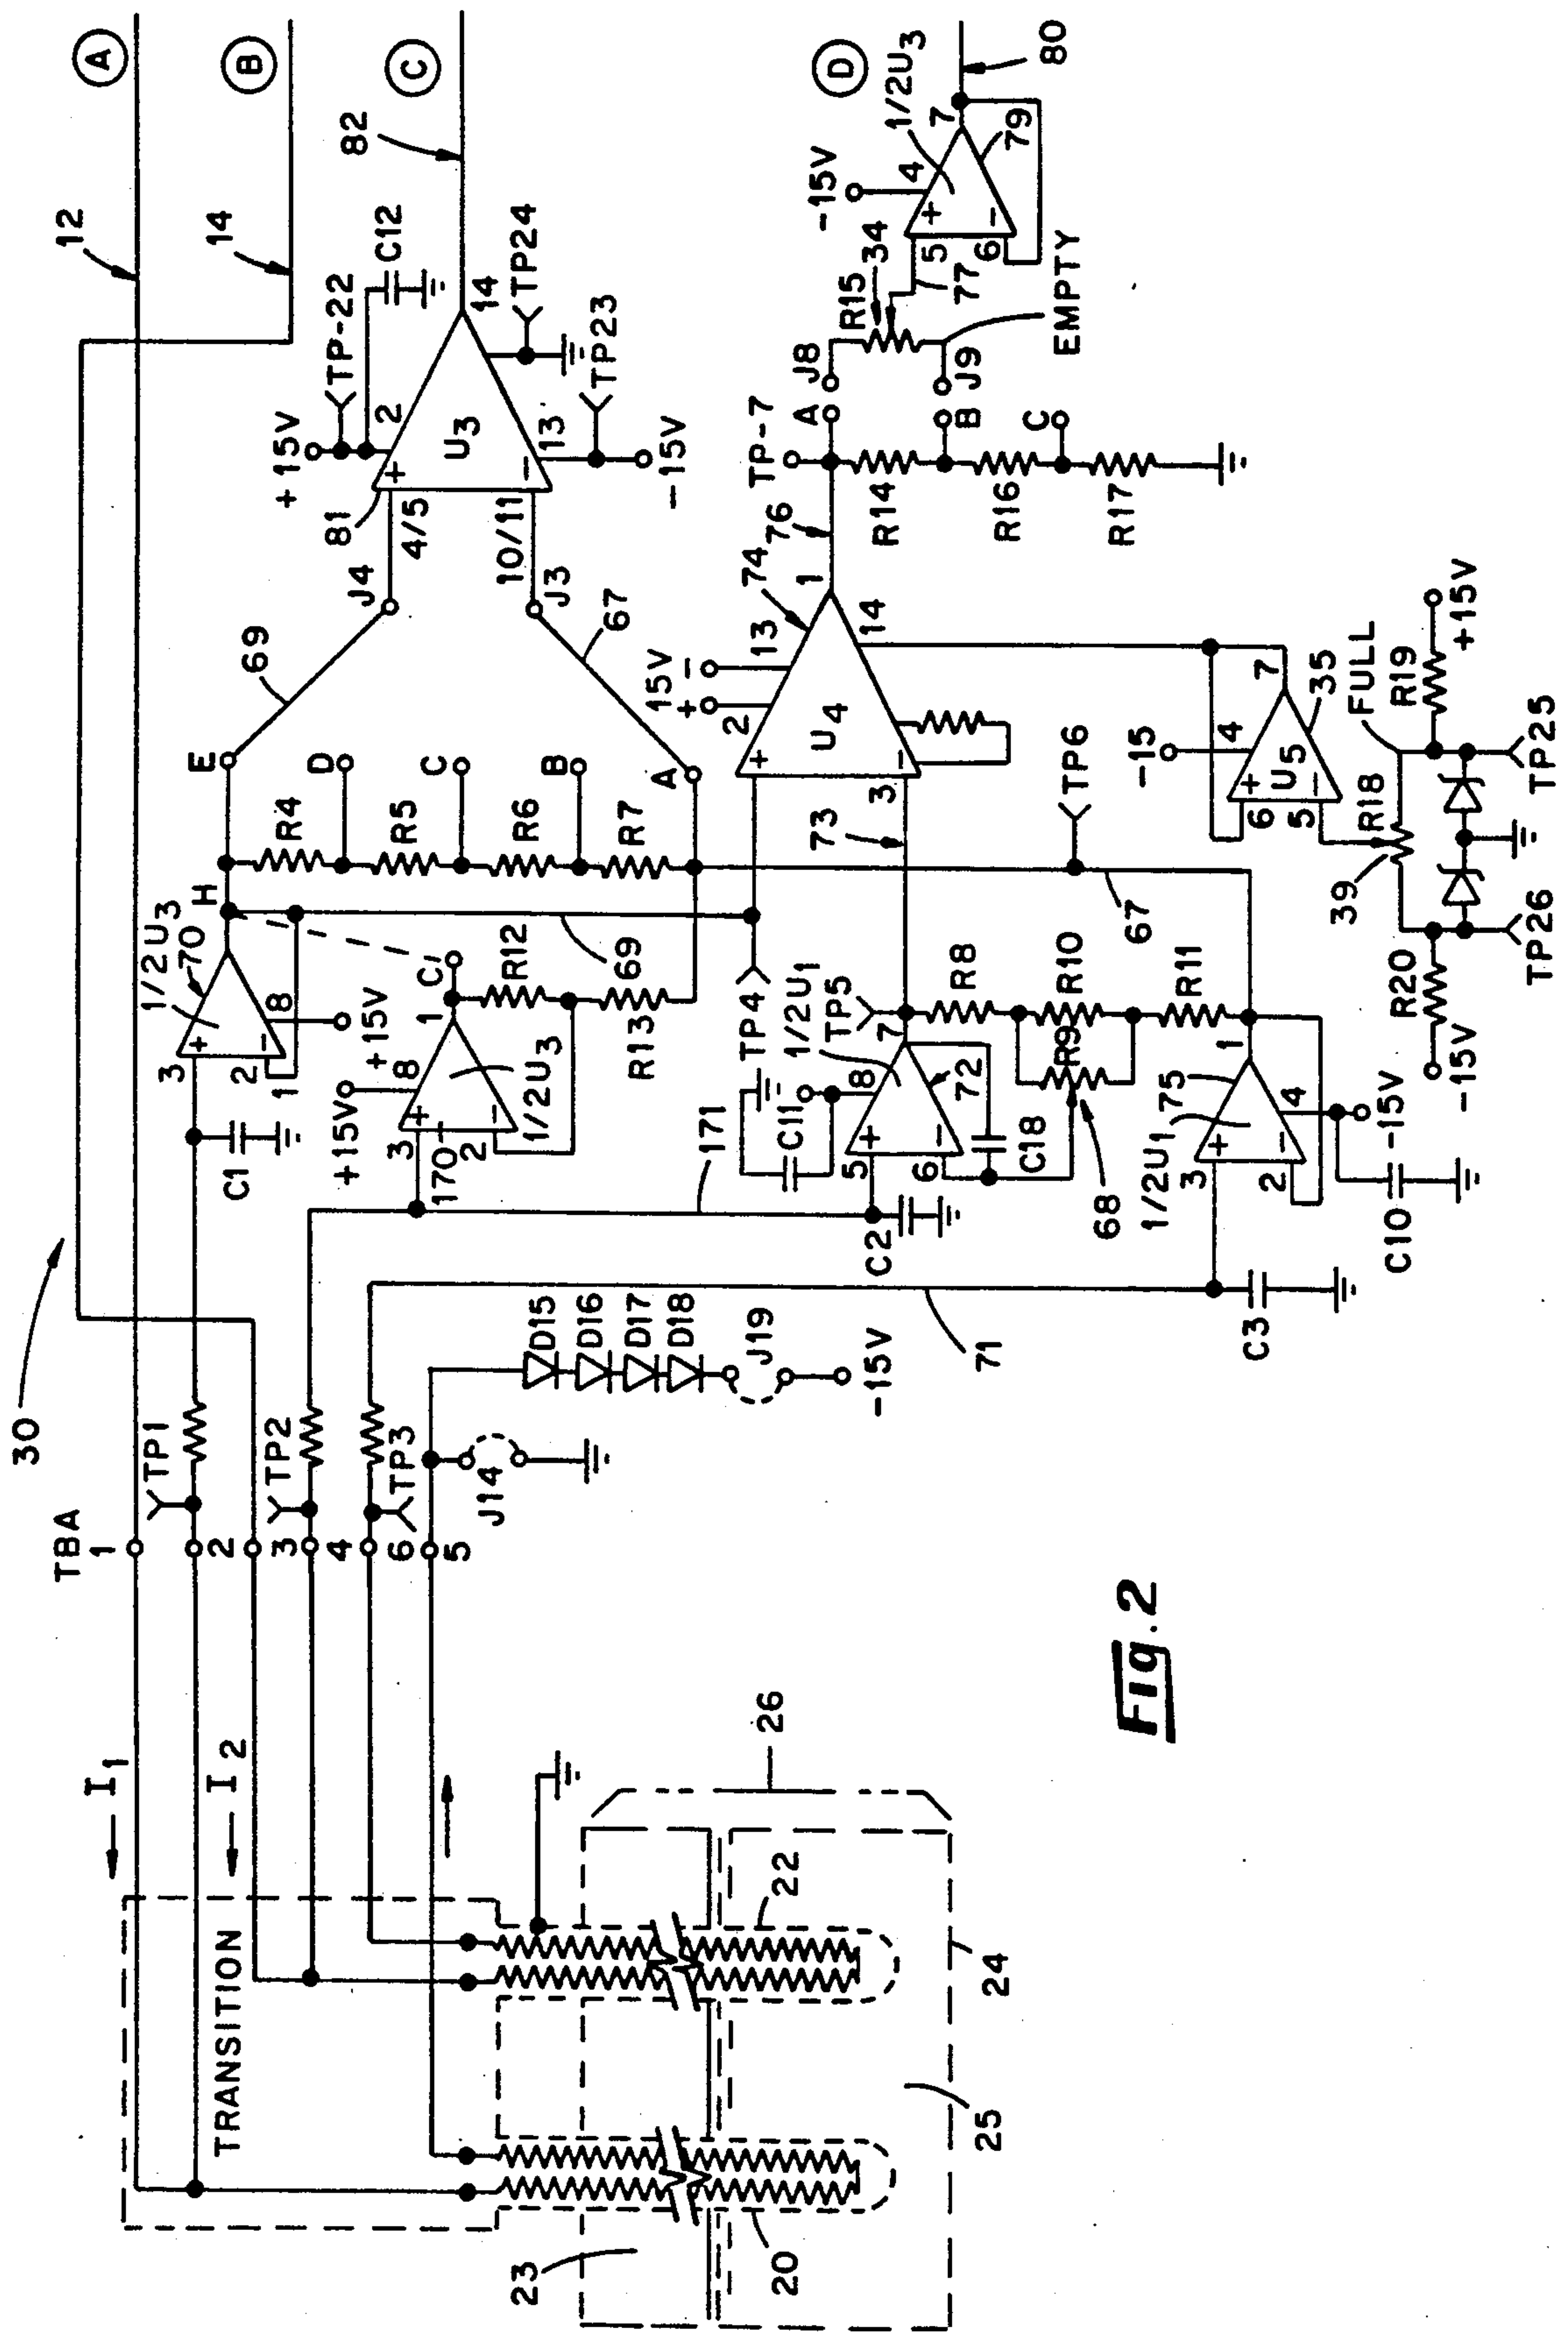 30
12
14
A
B
C
D
82
80
TBA
1
2
3
4
6
5
I1
I2
TRANSITION
TP1
TP2
TP3
J14
D15
D16
D17
D18
J19
-15V
71
C3
C1
3
2
1
8
+
−
1/2U3
70
+15V
H
E
D
C
B
A
R4
R5
R6
R7
69
67
J4
J3
4/5
10/11
81
U3
+
−
2
13
14
+15V
TP-22
C12
TP24
TP23
-15V
+15V
8
3
170
2
+
−
1
C'
1/2U3
R12
R13
69
171
TP4
1/2U1
TP5
C11
8
7
5
6
+
−
72
C2
C18
68
R8
R9
R10
R11
73
3
+
−
U4
2
13
15V
+
−
74
1
14
76
TP-7
A
B
C
J8
J9
R14
R16
R17
R15
34
77
EMPTY
-15V
4
5
6
+
−
7
1/2U3
79
TP6
67
1/2U1
75
3
2
+
−
1
4
-15V
C10
-15
4
6
5
+
−
U5
7
35
FULL
R18
39
R19
+15V
R20
-15V
TP25
TP26
20
22
23
24
25
26
Fig. 2